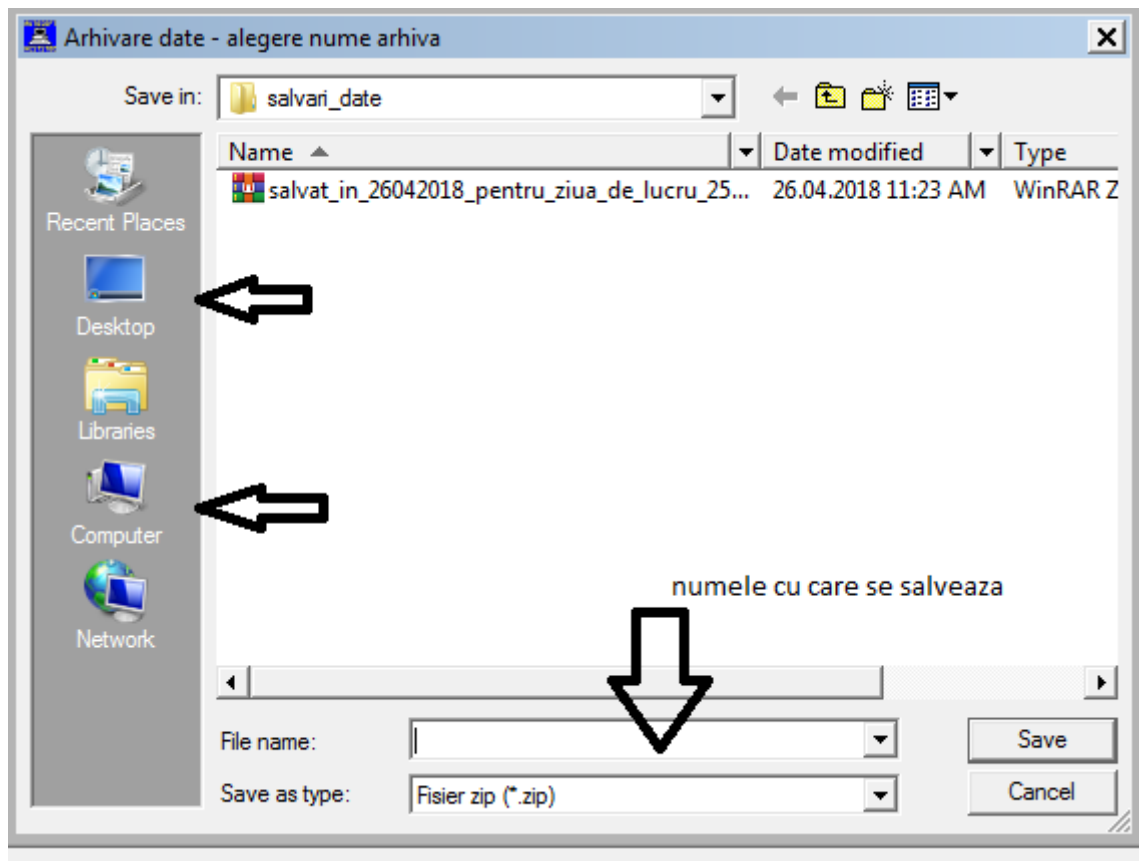 Arhivare date - alegere nume arhiva
Save in: salvari_date
Name Date modified Type
salvat_in_26042018_pentru_ziua_de_lucru_25... 26.04.2018 11:23 AM WinRAR Z
Recent Places
Desktop
Libraries
Computer
numele cu care se salveaza
Network
File name: Save
Save as type: Fisier zip (*.zip) Cancel